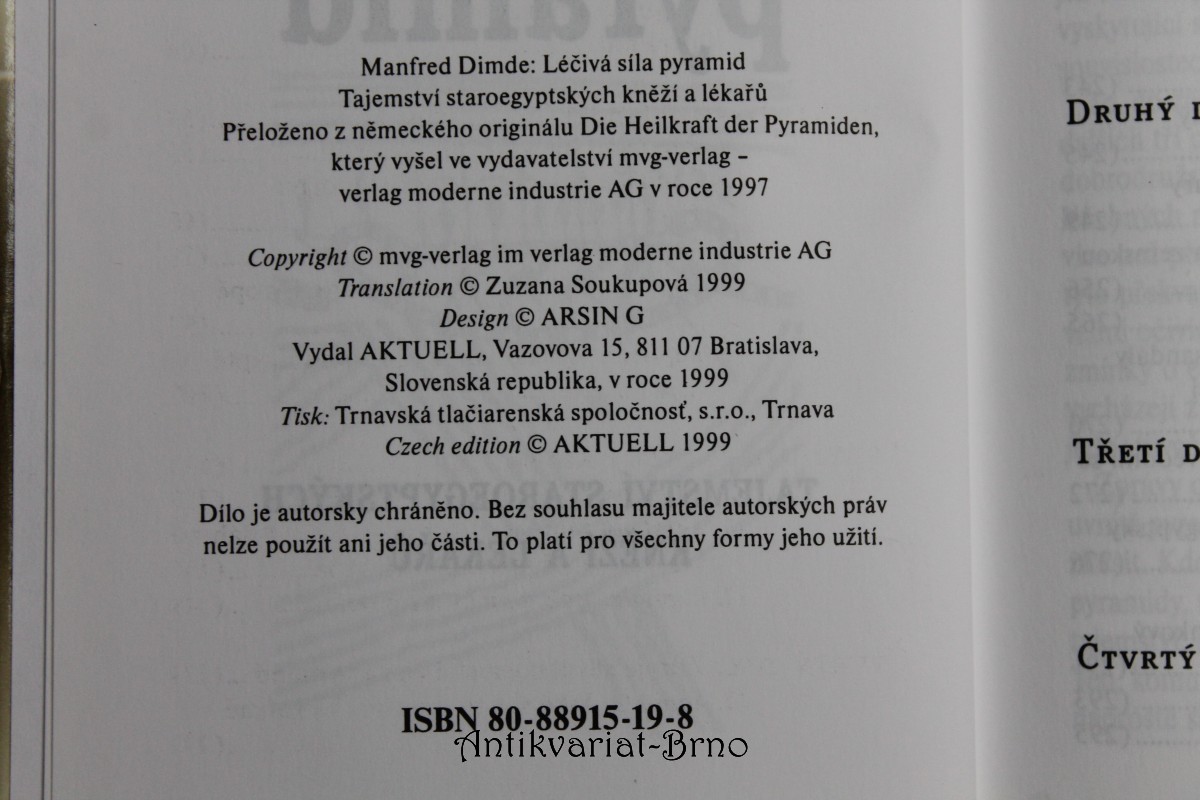 Manfred Dimde: Léčivá síla pyramid
Tajemství staroegyptských kněží a lékařů
Přeloženo z německého originálu Die Heilkraft der Pyramiden,
který vyšel ve vydavatelství mvg-verlag –
verlag moderne industrie AG v roce 1997
Copyright © mvg-verlag im verlag moderne industrie AG
Translation © Zuzana Soukupová 1999
Design © ARSIN G
Vydal AKTUELL, Vazovova 15, 811 07 Bratislava,
Slovenská republika, v roce 1999
Tisk: Trnavská tlačiarenská spoločnosť, s.r.o., Trnava
Czech edition © AKTUELL 1999
Dílo je autorsky chráněno. Bez souhlasu majitele autorských práv
nelze použít ani jeho části. To platí pro všechny formy jeho užití.
ISBN 80-88915-19-8
Antikvariat-Brno
DRUHÝ
TŘETÍ
ČTVRTÝ